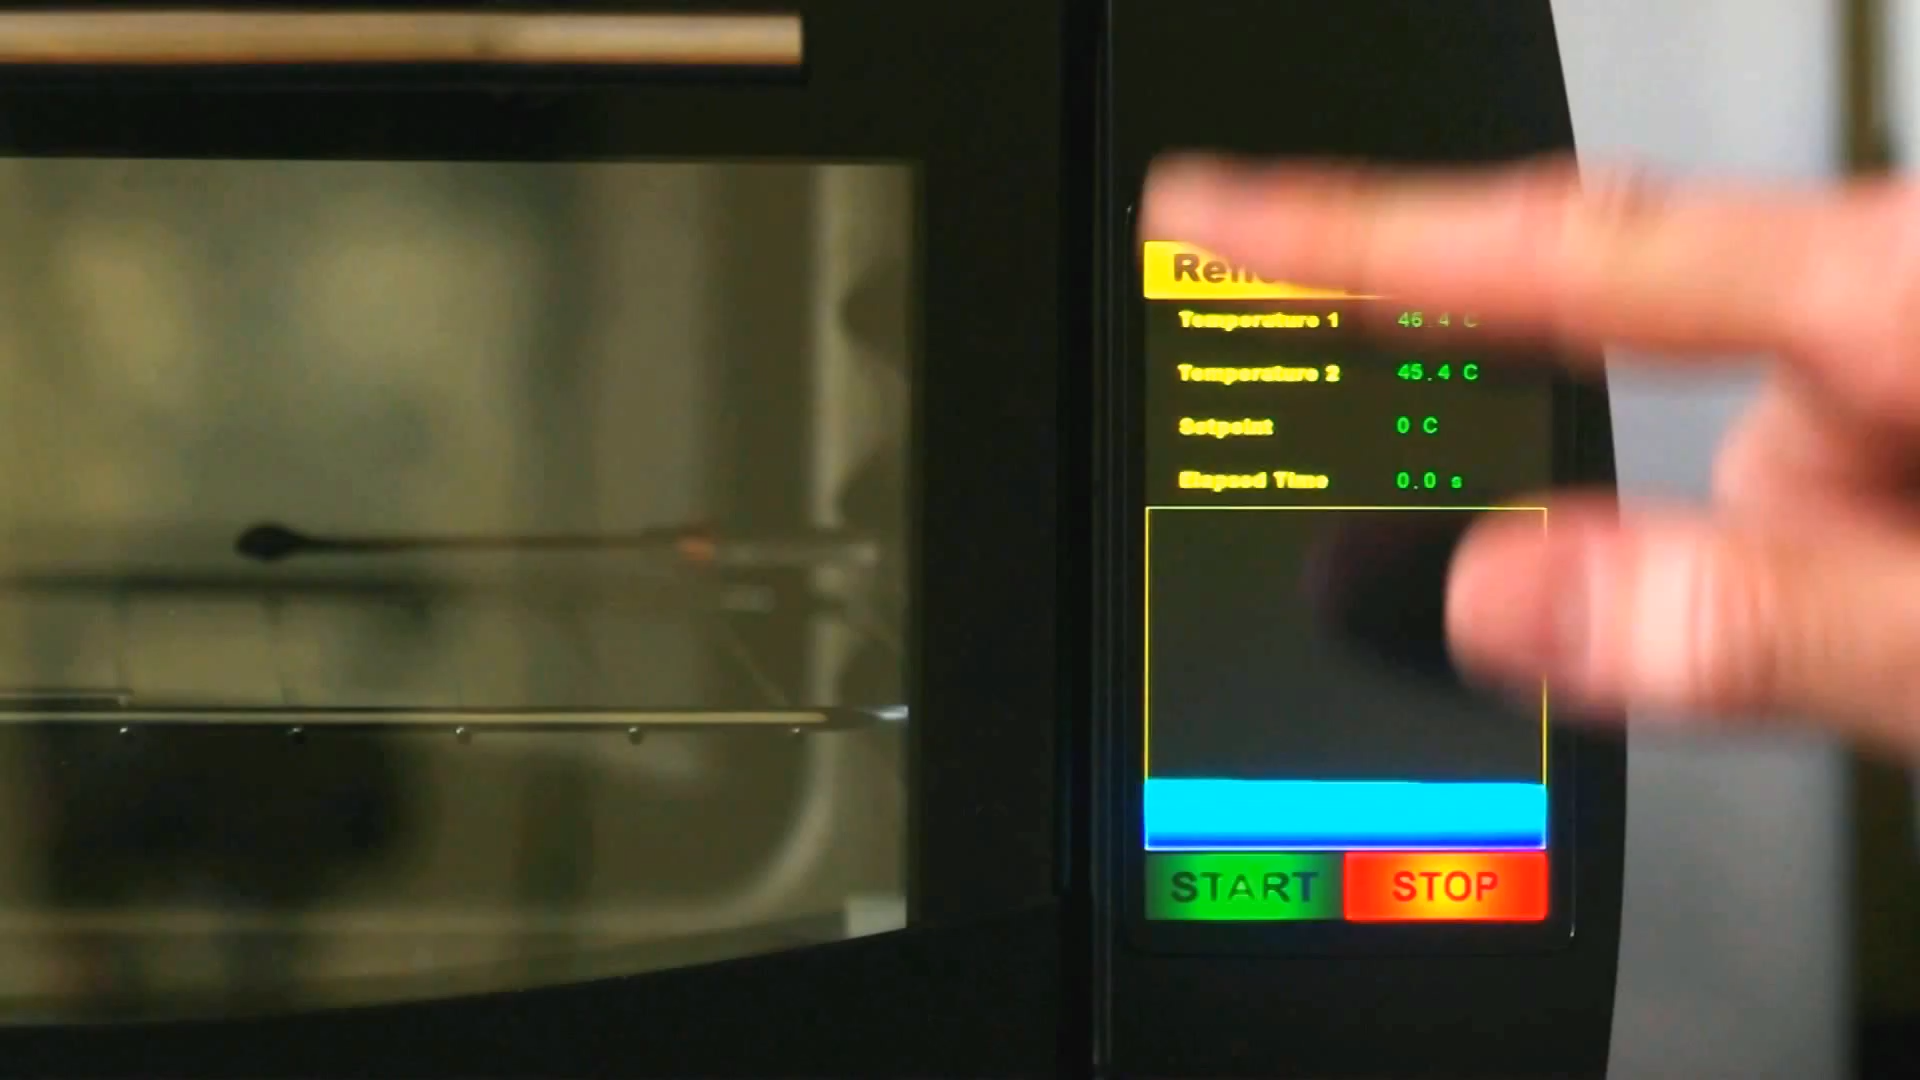 Temperature 1 46.4 C
Temperature 2 45.4 C
Setpoint 0 C
Elapsed Time 0.0 s
START STOP